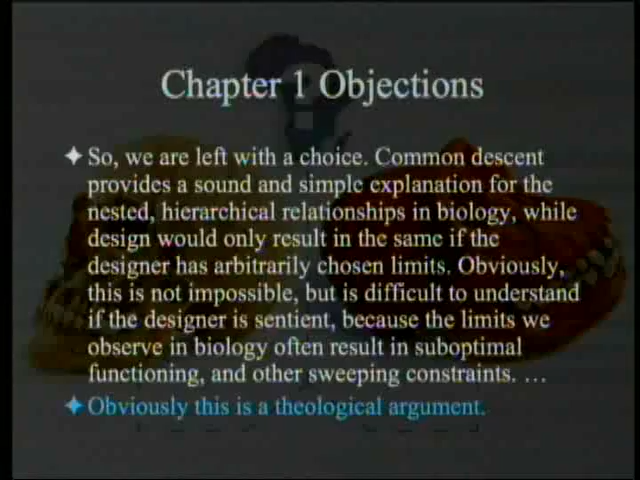 Chapter 1 Objections
So, we are left with a choice. Common descent
provides a sound and simple explanation for the
nested, hierarchical relationships in biology, while
design would only result in the same if the
designer has arbitrarily chosen limits. Obviously,
this is not impossible, but is difficult to understand
if the designer is sentient, because the limits we
observe in biology often result in suboptimal
functioning, and other sweeping constraints. …
Obviously this is a theological argument.